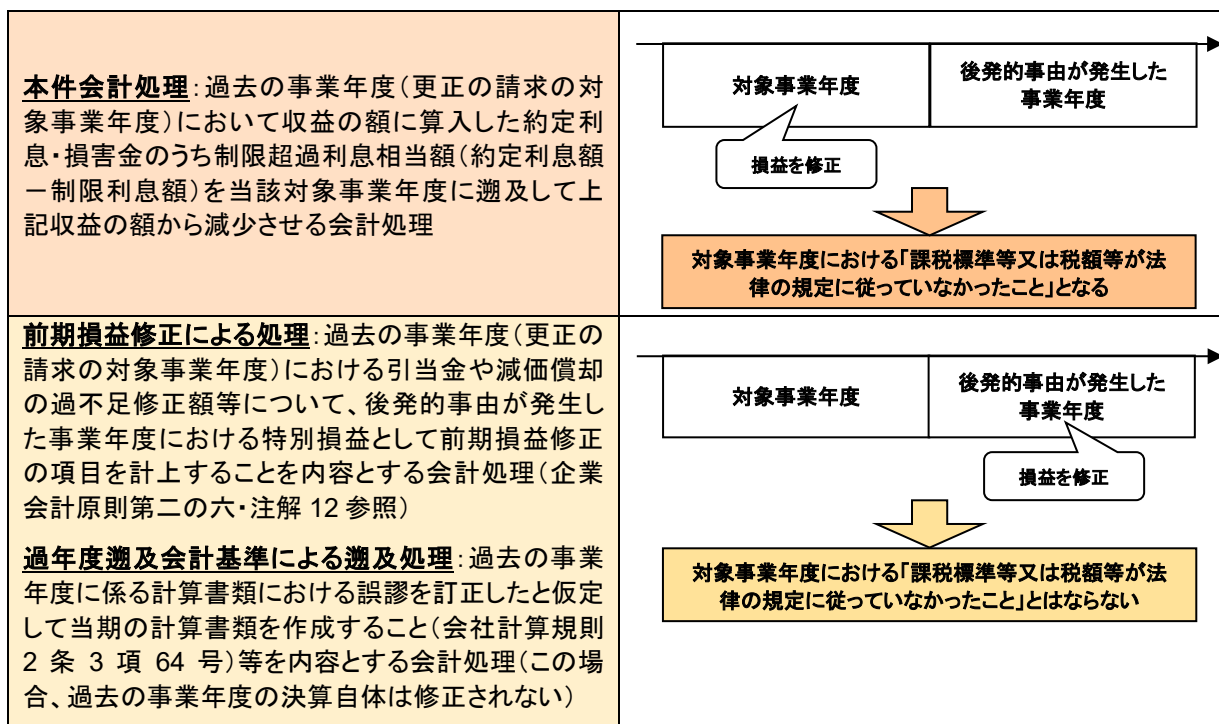 本件会計処理：過去の事業年度（更正の請求の対
象事業年度）において収益の額に算入した約定利
息・損害金のうち制限超過利息相当額（約定利息額
－制限利息額）を当該対象事業年度に遡及して上
記収益の額から減少させる会計処理
対象事業年度
後発的事由が発生した
事業年度
損益を修正
対象事業年度における「課税標準等又は税額等が法
律の規定に従っていなかったこと」となる
前期損益修正による処理：過去の事業年度（更正の
請求の対象事業年度）における引当金や減価償却
の過不足修正額等について、後発的事由が発生し
た事業年度における特別損益として前期損益修正
の項目を計上することを内容とする会計処理（企業
会計原則第二の六・注解 12 参照）
過年度遡及会計基準による遡及処理：過去の事業
年度に係る計算書類における誤謬を訂正したと仮定
して当期の計算書類を作成すること（会社計算規則
2 条 3 項 64 号）等を内容とする会計処理（この場
合、過去の事業年度の決算自体は修正されない）
対象事業年度
後発的事由が発生した
事業年度
損益を修正
対象事業年度における「課税標準等又は税額等が
法律の規定に従っていなかったこと」とはならない